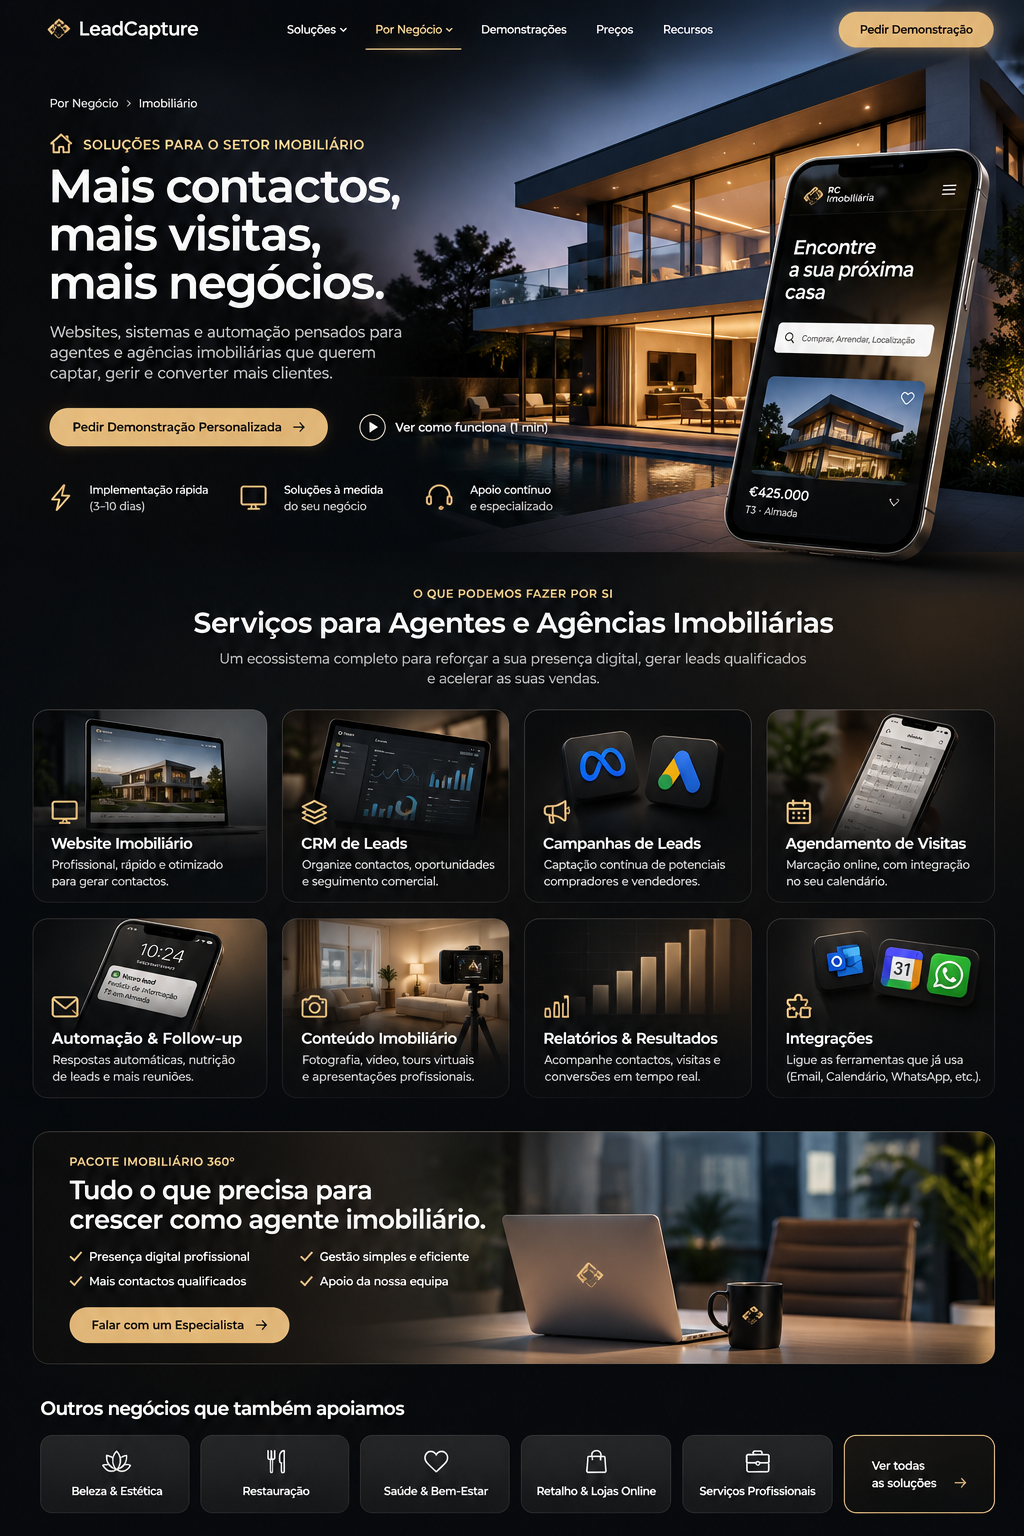 LeadCapture
Soluções
Por Negócio
Demonstrações
Preços
Recursos
Pedir Demonstração
Por Negócio > Imobiliário
SOLUÇÕES PARA O SETOR IMOBILIÁRIO
Mais contactos,
mais visitas,
mais negócios.
Websites, sistemas e automação pensados para
agentes e agências imobiliárias que querem
captar, gerir e converter mais clientes.
Pedir Demonstração Personalizada →
Ver como funciona (1 min)
Implementação rápida
(3–10 dias)
Soluções à medida
do seu negócio
Apoio contínuo
e especializado
RC
Imobiliária
Encontre
a sua próxima
casa
Comprar, Arrendar, Localização
€425.000
T3 · Almada
O QUE PODEMOS FAZER POR SI
Serviços para Agentes e Agências Imobiliárias
Um ecossistema completo para reforçar a sua presença digital, gerar leads qualificados
e acelerar as suas vendas.
Website Imobiliário
Profissional, rápido e otimizado
para gerar contactos.
CRM de Leads
Organize contactos, oportunidades
e seguimento comercial.
Campanhas de Leads
Captação contínua de potenciais
compradores e vendedores.
Agendamento de Visitas
Marcação online, com integração
no seu calendário.
10:24
Novo lead
Automação & Follow-up
Respostas automáticas, nutrição
de leads e mais reuniões.
Conteúdo Imobiliário
Fotografia, vídeo, tours virtuais
e apresentações profissionais.
Relatórios & Resultados
Acompanhe contactos, visitas e
conversões em tempo real.
31
Integrações
Ligue as ferramentas que já usa
(Email, Calendário, WhatsApp, etc.).
PACOTE IMOBILIÁRIO 360º
Tudo o que precisa para
crescer como agente imobiliário.
Presença digital profissional
Gestão simples e eficiente
Mais contactos qualificados
Apoio da nossa equipa
Falar com um Especialista →
Outros negócios que também apoiamos
Beleza & Estética
Restauração
Saúde & Bem-Estar
Retalho & Lojas Online
Serviços Profissionais
Ver todas
as soluções →